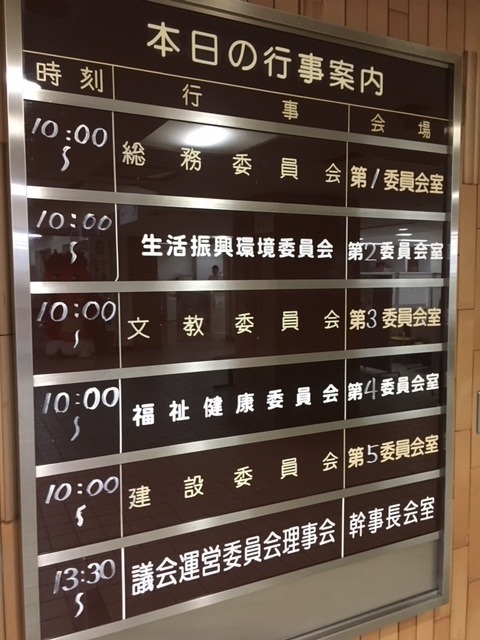 本日の行事案内
時刻 行事 会場
10:00〜 総務委員会 第1委員会室
10:00〜 生活振興環境委員会 第2委員会室
10:00〜 文教委員会 第3委員会室
10:00〜 福祉健康委員会 第4委員会室
10:00〜 建設委員会 第5委員会室
13:30〜 議会運営委員会理事会 幹事長会室